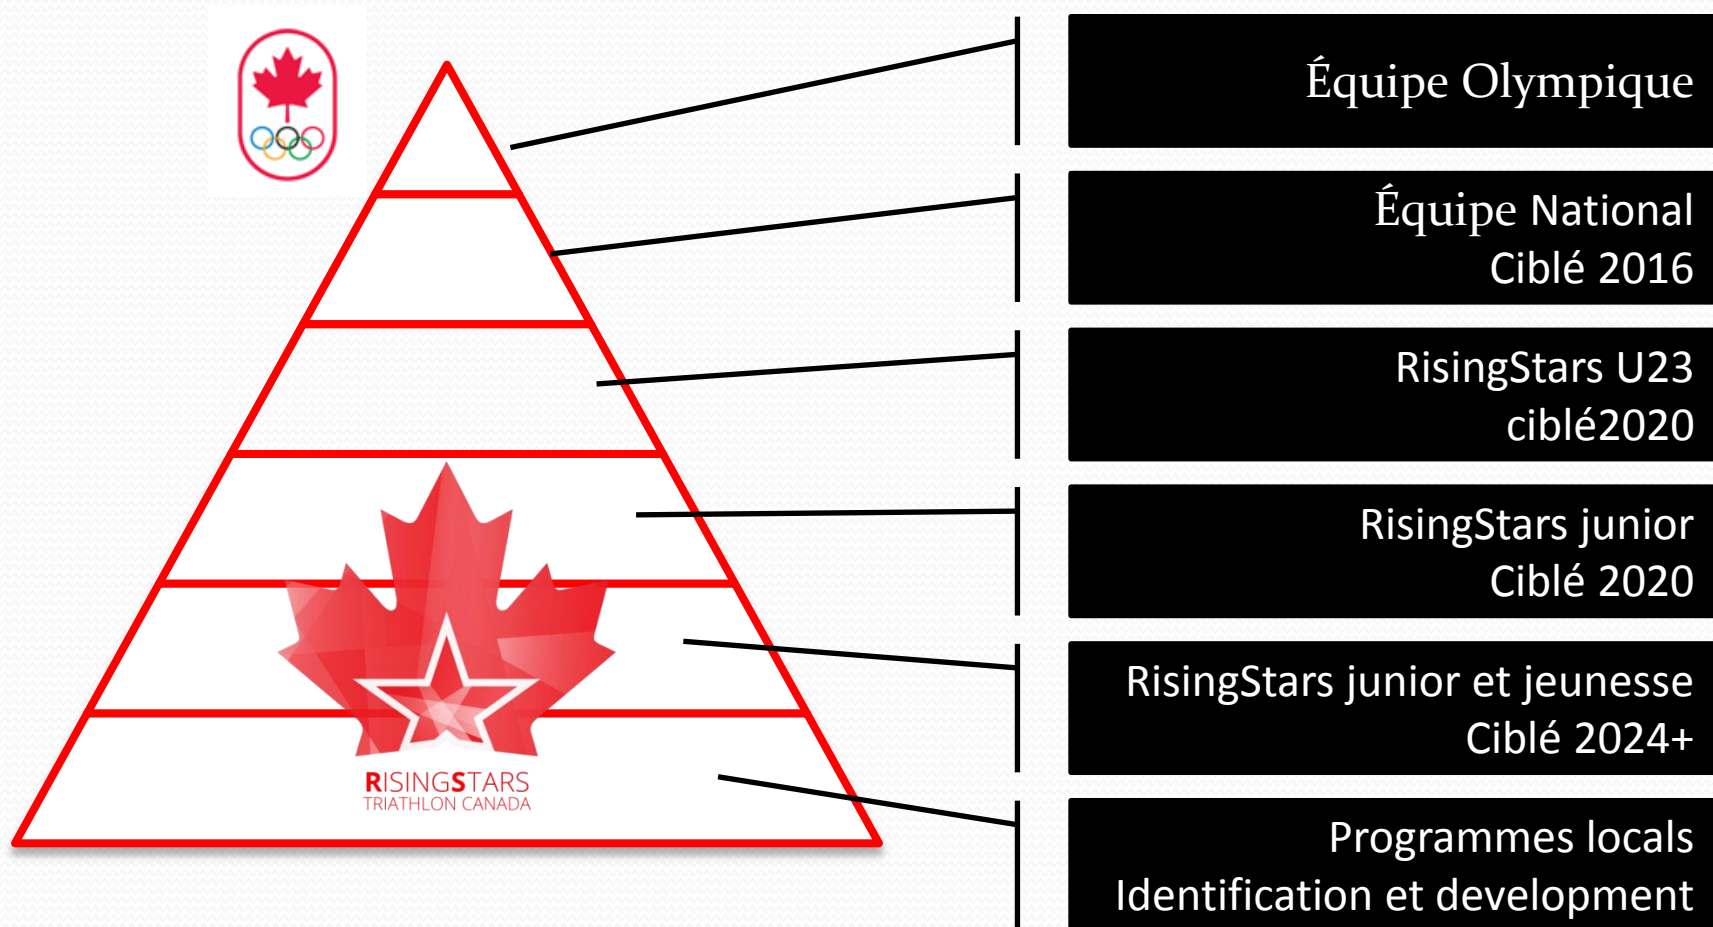 Équipe Olympique
Équipe National
Ciblé 2016
RisingStars U23
ciblé2020
RisingStars junior
Ciblé 2020
RisingStars junior et jeunesse
Ciblé 2024+
Programmes locals
Identification et development
RISINGSTARS
TRIATHLON CANADA